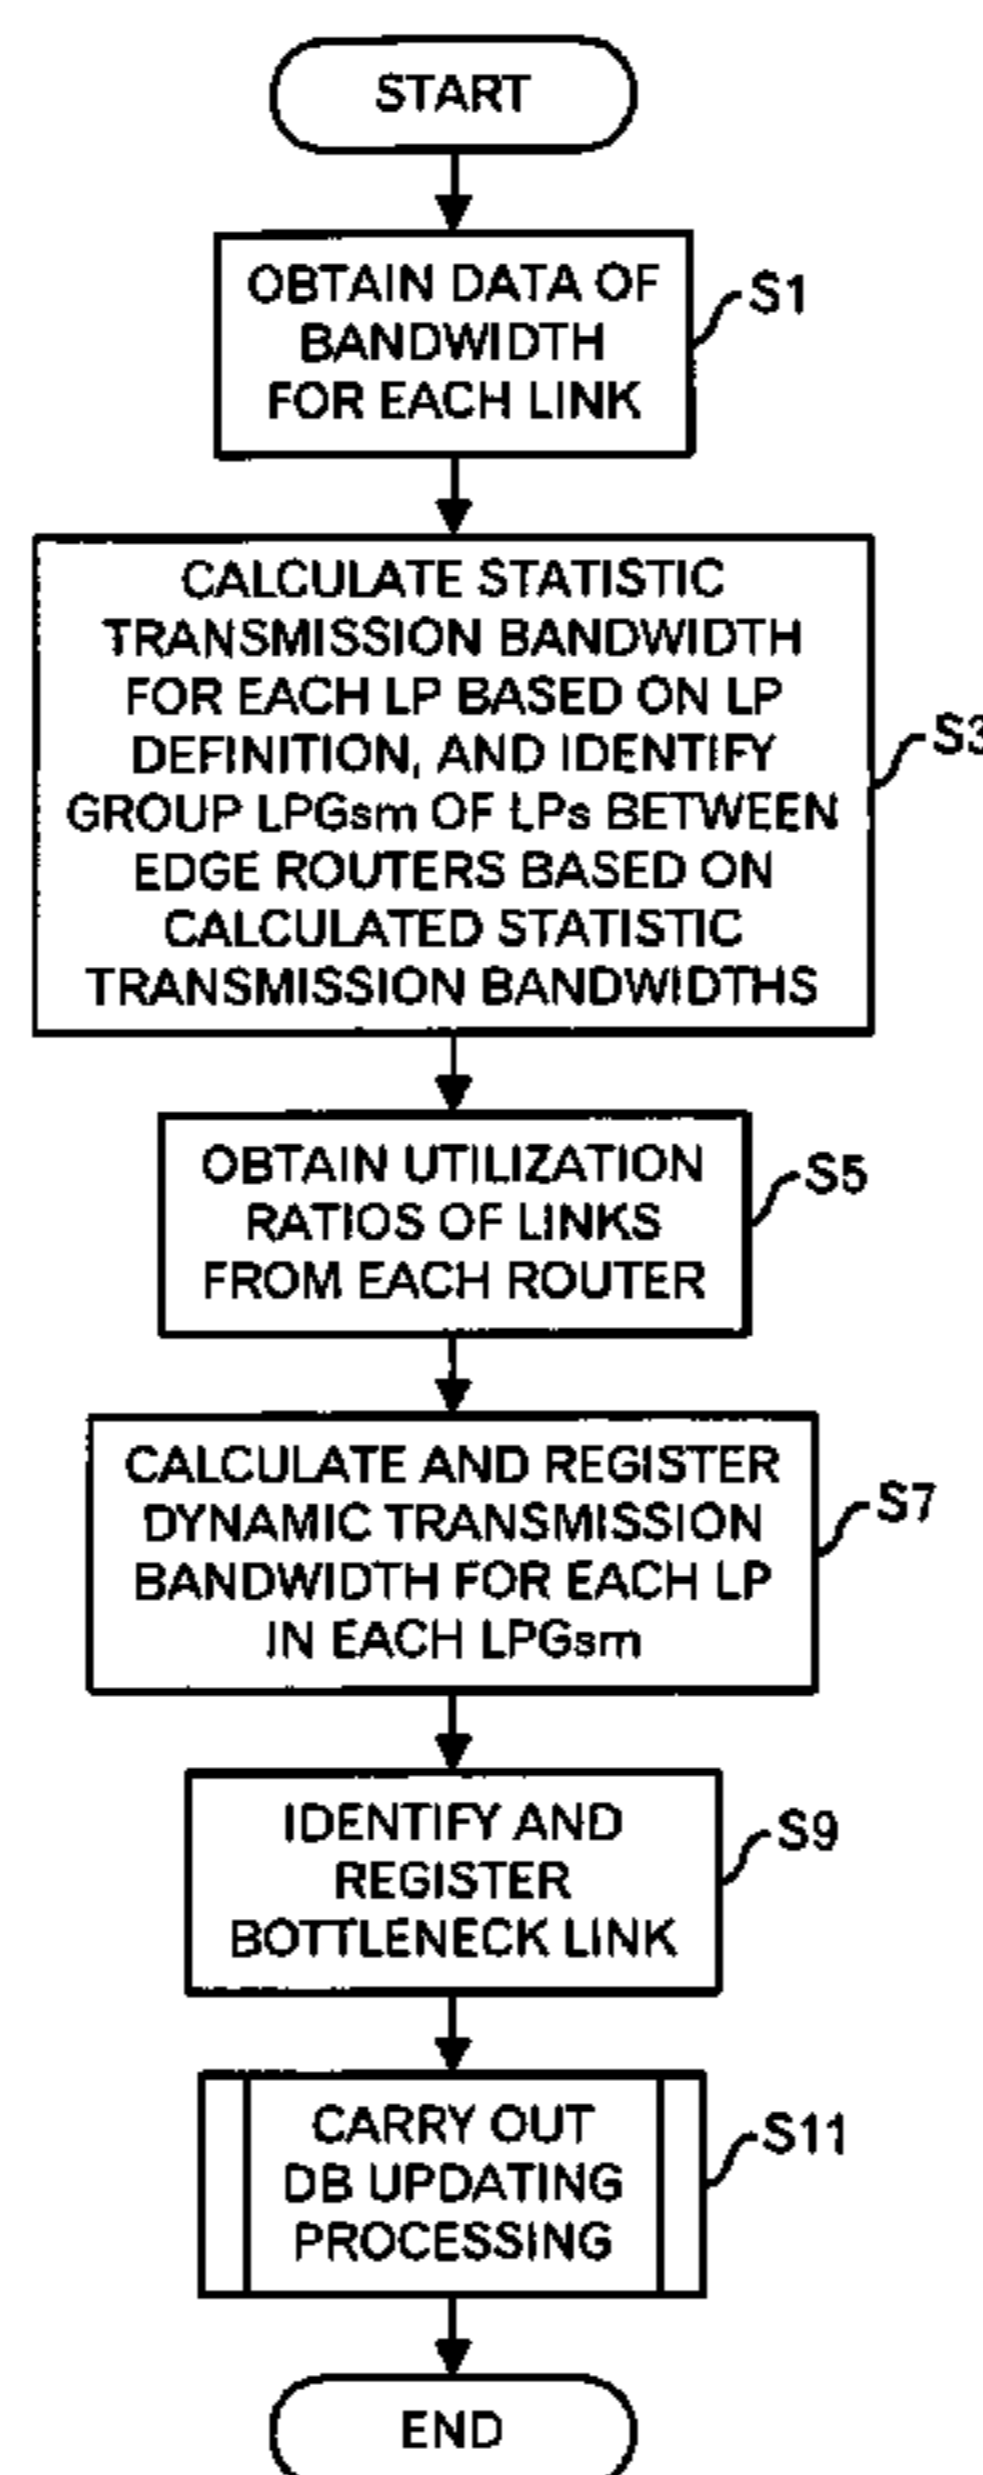 START
OBTAIN DATA OF
BANDWIDTH
FOR EACH LINK
S1
CALCULATE STATISTIC
TRANSMISSION BANDWIDTH
FOR EACH LP BASED ON LP
DEFINITION, AND IDENTIFY
GROUP LPGsm OF LPs BETWEEN
EDGE ROUTERS BASED ON
CALCULATED STATISTIC
TRANSMISSION BANDWIDTHS
S3
OBTAIN UTILIZATION
RATIOS OF LINKS
FROM EACH ROUTER
S5
CALCULATE AND REGISTER
DYNAMIC TRANSMISSION
BANDWIDTH FOR EACH LP
IN EACH LPGsm
S7
IDENTIFY AND
REGISTER
BOTTLENECK LINK
S9
CARRY OUT
DB UPDATING
PROCESSING
S11
END